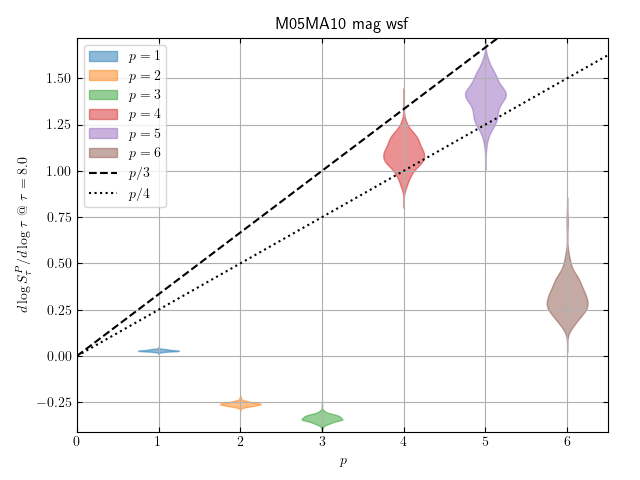 M05MA10 mag wsf
p = 1
p = 2
p = 3
p = 4
p = 5
p = 6
p/3
p/4
d log S_τ^p / d log τ @ τ = 8.0
1.50
1.25
1.00
0.75
0.50
0.25
0.00
−0.25
0 1 2 3 4 5 6
p